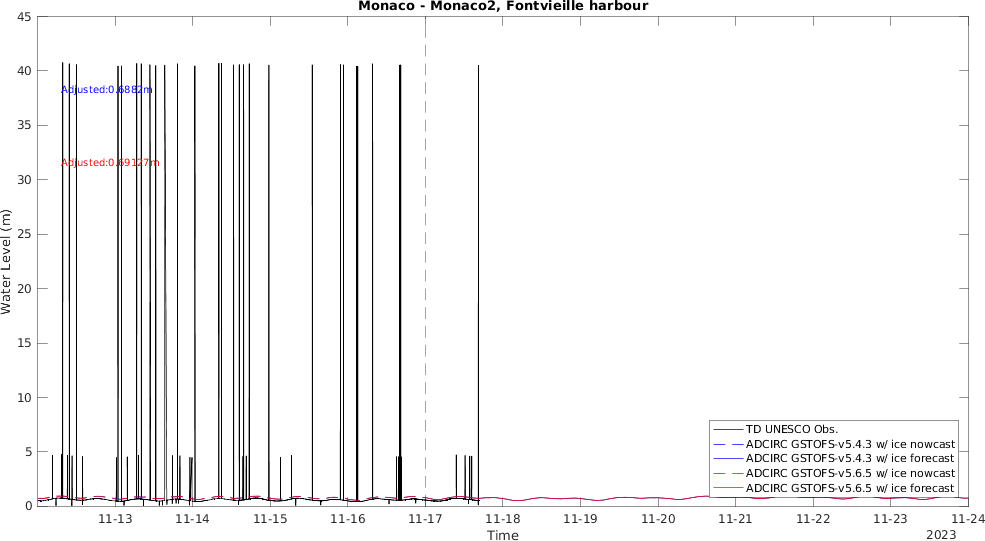 Monaco - Monaco2, Fontvieille harbour
45
40
35
30
25
20
15
10
5
0
Water Level (m)
Adjusted:0.6882m
Adjusted:0.69127m
TD UNESCO Obs.
ADCIRC GSTOFS-v5.4.3 w/ ice nowcast
ADCIRC GSTOFS-v5.4.3 w/ ice forecast
ADCIRC GSTOFS-v5.6.5 w/ ice nowcast
ADCIRC GSTOFS-v5.6.5 w/ ice forecast
11-13 11-14 11-15 11-16 11-17 11-18 11-19 11-20 11-21 11-22 11-23 11-24
Time
2023